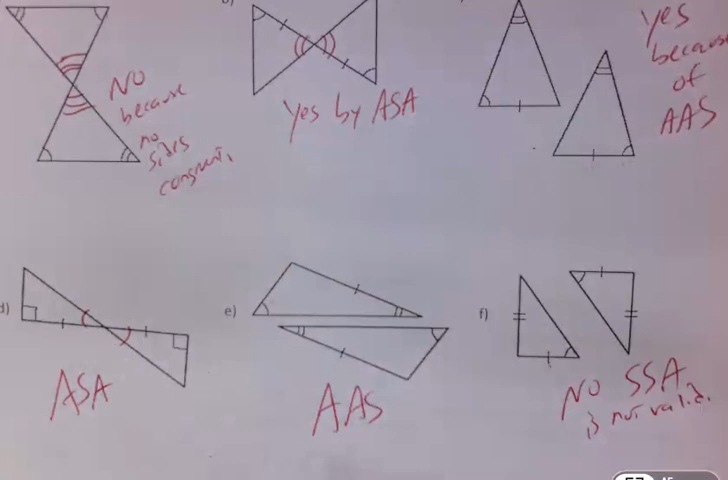 b)
No
because
no
sides
congruent.
Yes by ASA
Yes
because
of
AAS
d)
ASA
e)
AAS
f)
No SSA
is not valid.